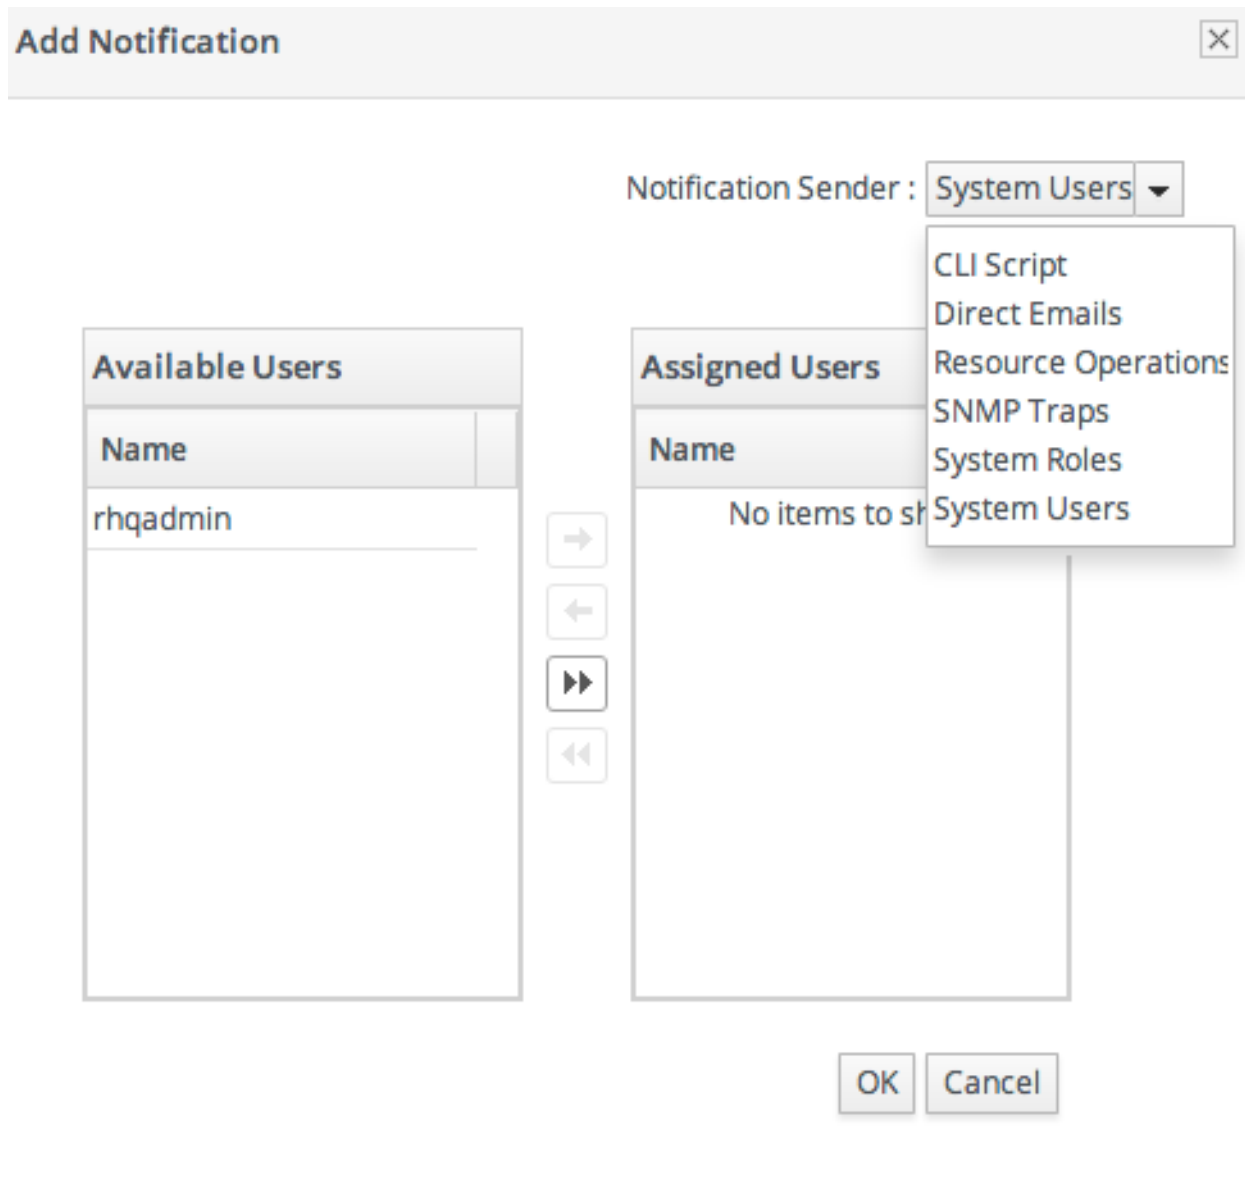 Add Notification
Notification Sender : System Users
CLI Script
Direct Emails
Resource Operations
SNMP Traps
System Roles
System Users
Available Users
Name
rhqadmin
Assigned Users
Name
No items to
OK Cancel